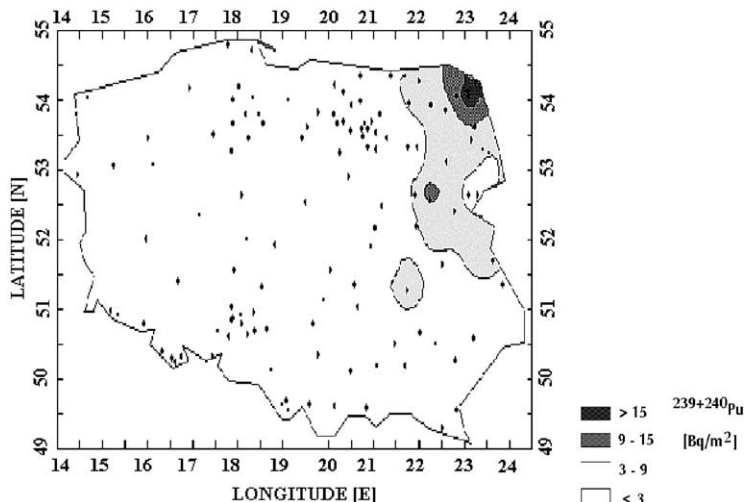 14 15 16 17 18 19 20 21 22 23 24
55 55
54 54
53 53
LATITUDE [N]
52 52
51 51
50 50
49 49
14 15 16 17 18 19 20 21 22 23 24
LONGITUDE [E]
> 15 239+240Pu
9 - 15 [Bq/m2]
3 - 9
< 3